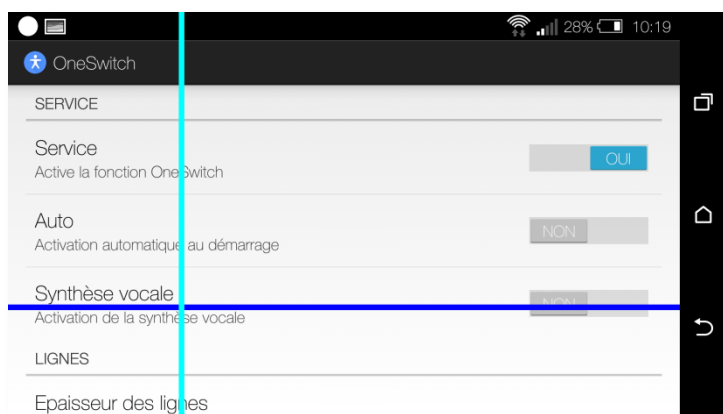 28% 10:19
OneSwitch
SERVICE
Service
OUI
Active la fonction OneSwitch
Auto
NON
Activation automatique au démarrage
Synthèse vocale
NON
Activation de la synthèse vocale
LIGNES
Epaisseur des lignes